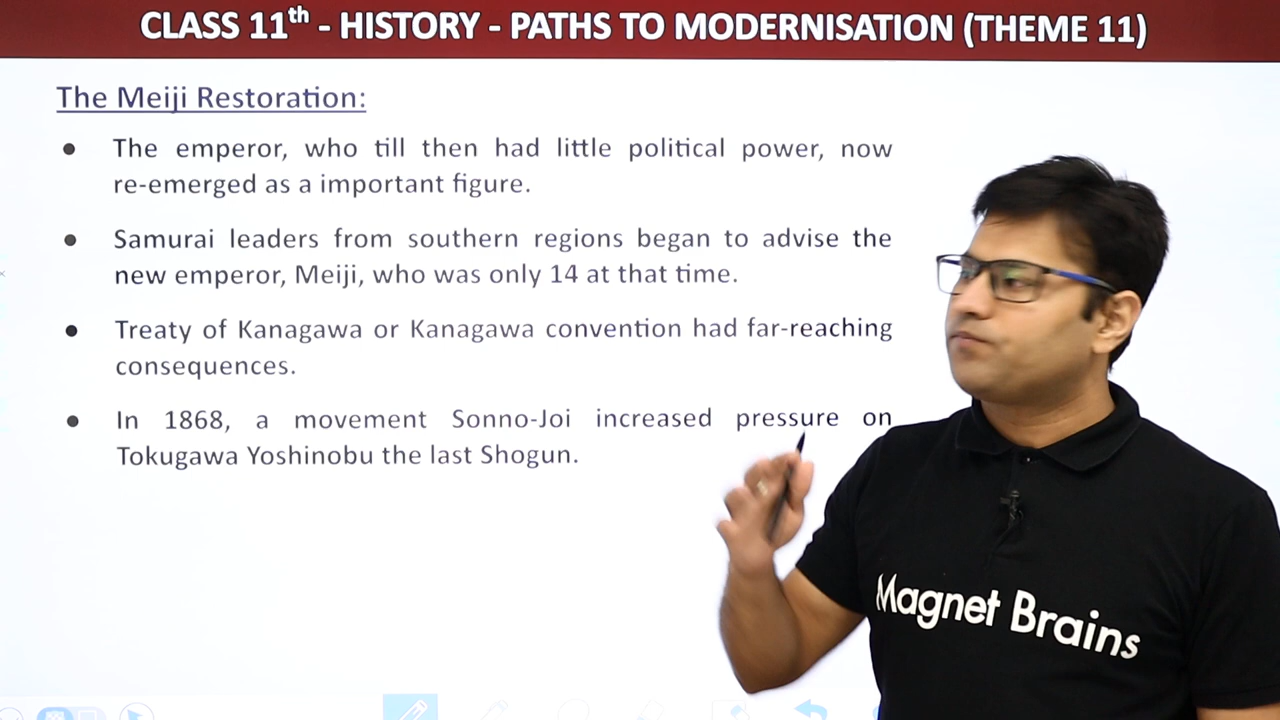 CLASS 11th - HISTORY - PATHS TO MODERNISATION (THEME 11)
The Meiji Restoration:
● The emperor, who till then had little political power, now
re-emerged as a important figure.
● Samurai leaders from southern regions began to advise the
new emperor, Meiji, who was only 14 at that time.
● Treaty of Kanagawa or Kanagawa convention had far-reaching
consequences.
● In 1868, a movement Sonno-Joi increased pressure on
Tokugawa Yoshinobu the last Shogun.
Magnet Brains